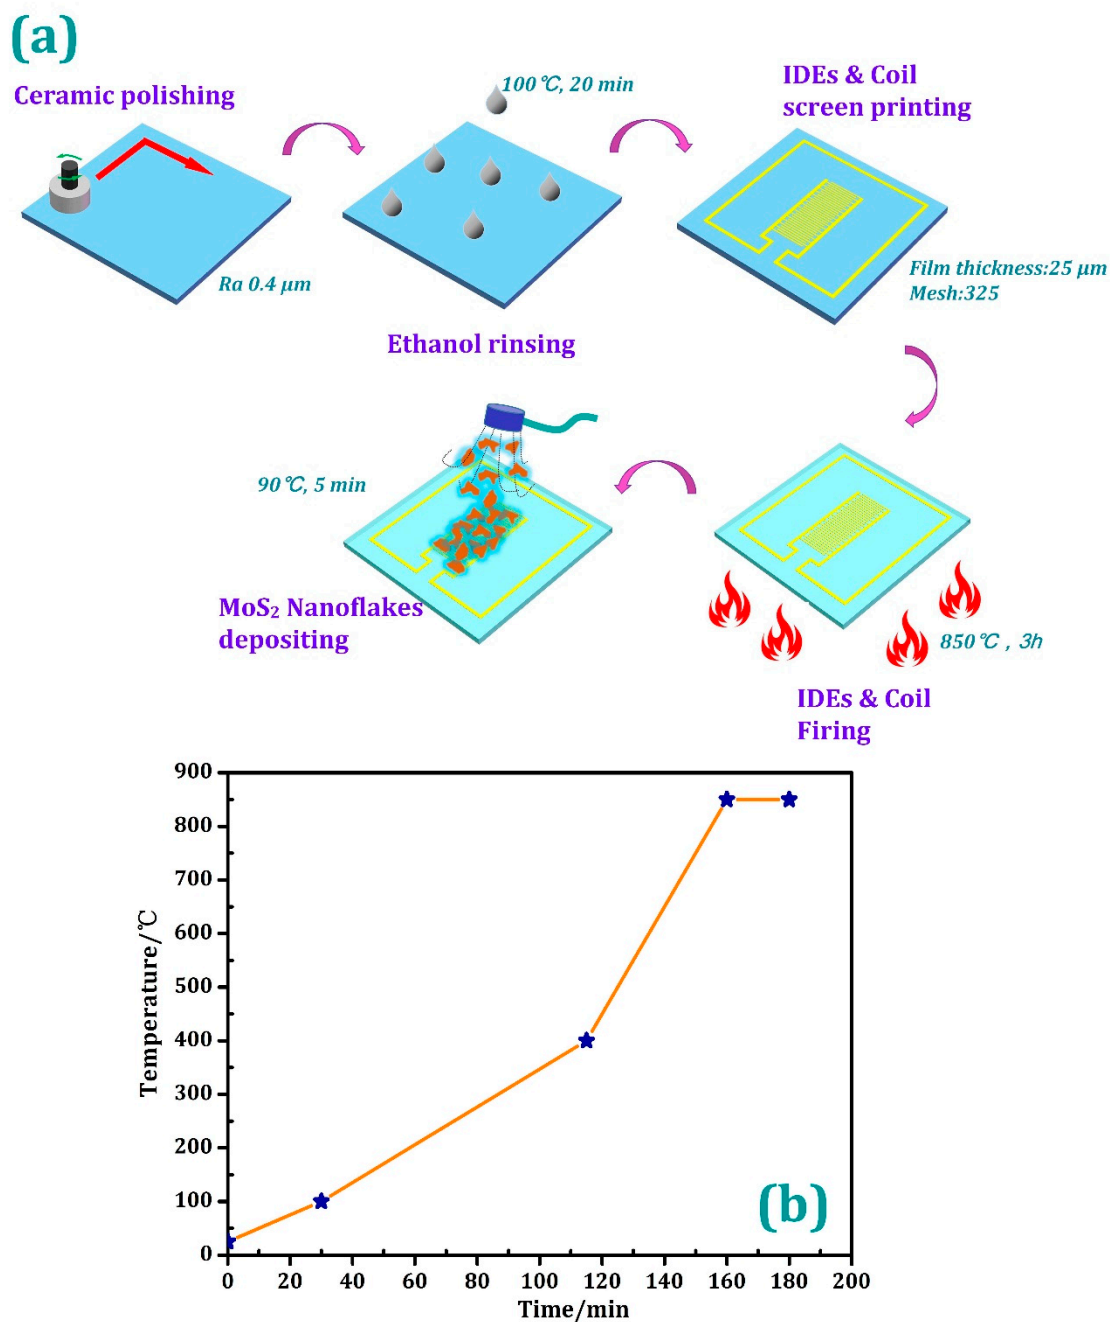 (a)
Ceramic polishing
100℃, 20 min
IDEs & Coil
screen printing
Ra 0.4 μm
Film thickness:25 μm
Mesh:325
Ethanol rinsing
90℃, 5 min
MoS₂ Nanoflakes
depositing
850℃ , 3h
IDEs & Coil
Firing
900
800
700
600
500
400
300
200
100
0
Temperature/℃
(b)
0 20 40 60 80 100 120 140 160 180 200
Time/min